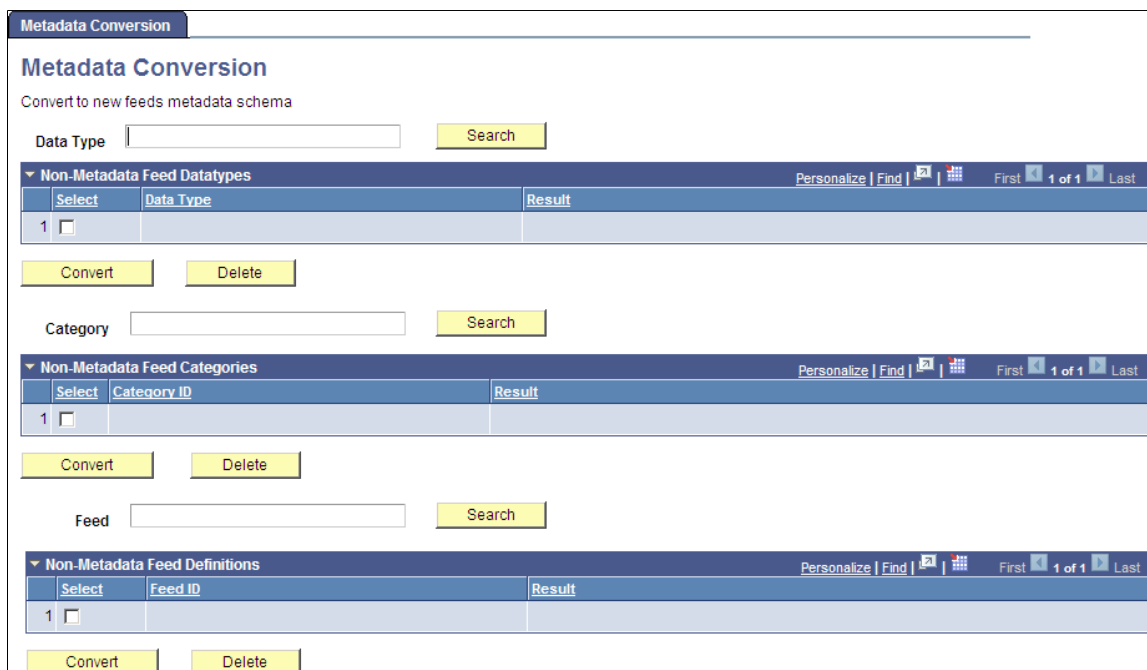 Metadata Conversion
Metadata Conversion
Convert to new feeds metadata schema
Data Type Search
Non-Metadata Feed Datatypes Personalize | Find | | First 1 of 1 Last
Select Data Type Result
1
Convert Delete
Category Search
Non-Metadata Feed Categories Personalize | Find | | First 1 of 1 Last
Select Category ID Result
1
Convert Delete
Feed Search
Non-Metadata Feed Definitions Personalize | Find | | First 1 of 1 Last
Select Feed ID Result
1
Convert Delete